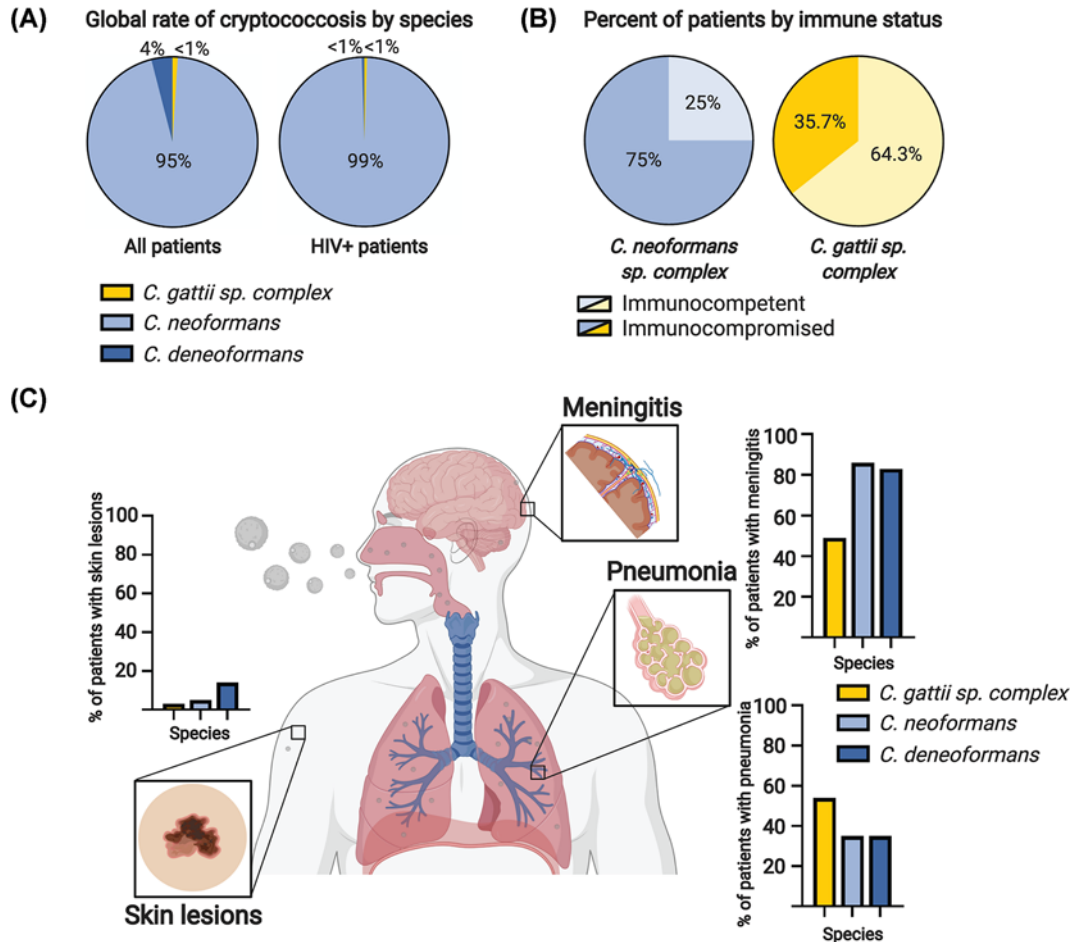 (A) Global rate of cryptococcosis by species
4% <1%
95%
All patients
<1% <1%
99%
HIV+ patients
C. gattii sp. complex
C. neoformans
C. deneoformans
(B) Percent of patients by immune status
25%
75%
C. neoformans
sp. complex
35.7%
64.3%
C. gattii sp.
complex
Immunocompetent
Immunocompromised
(C)
% of patients with skin lesions
100
80
60
40
20
Species
Skin lesions
Meningitis
Pneumonia
% of patients with meningitis
100
80
60
40
20
Species
C. gattii sp. complex
C. neoformans
C. deneoformans
% of patients with pneumonia
100
80
60
40
20
Species